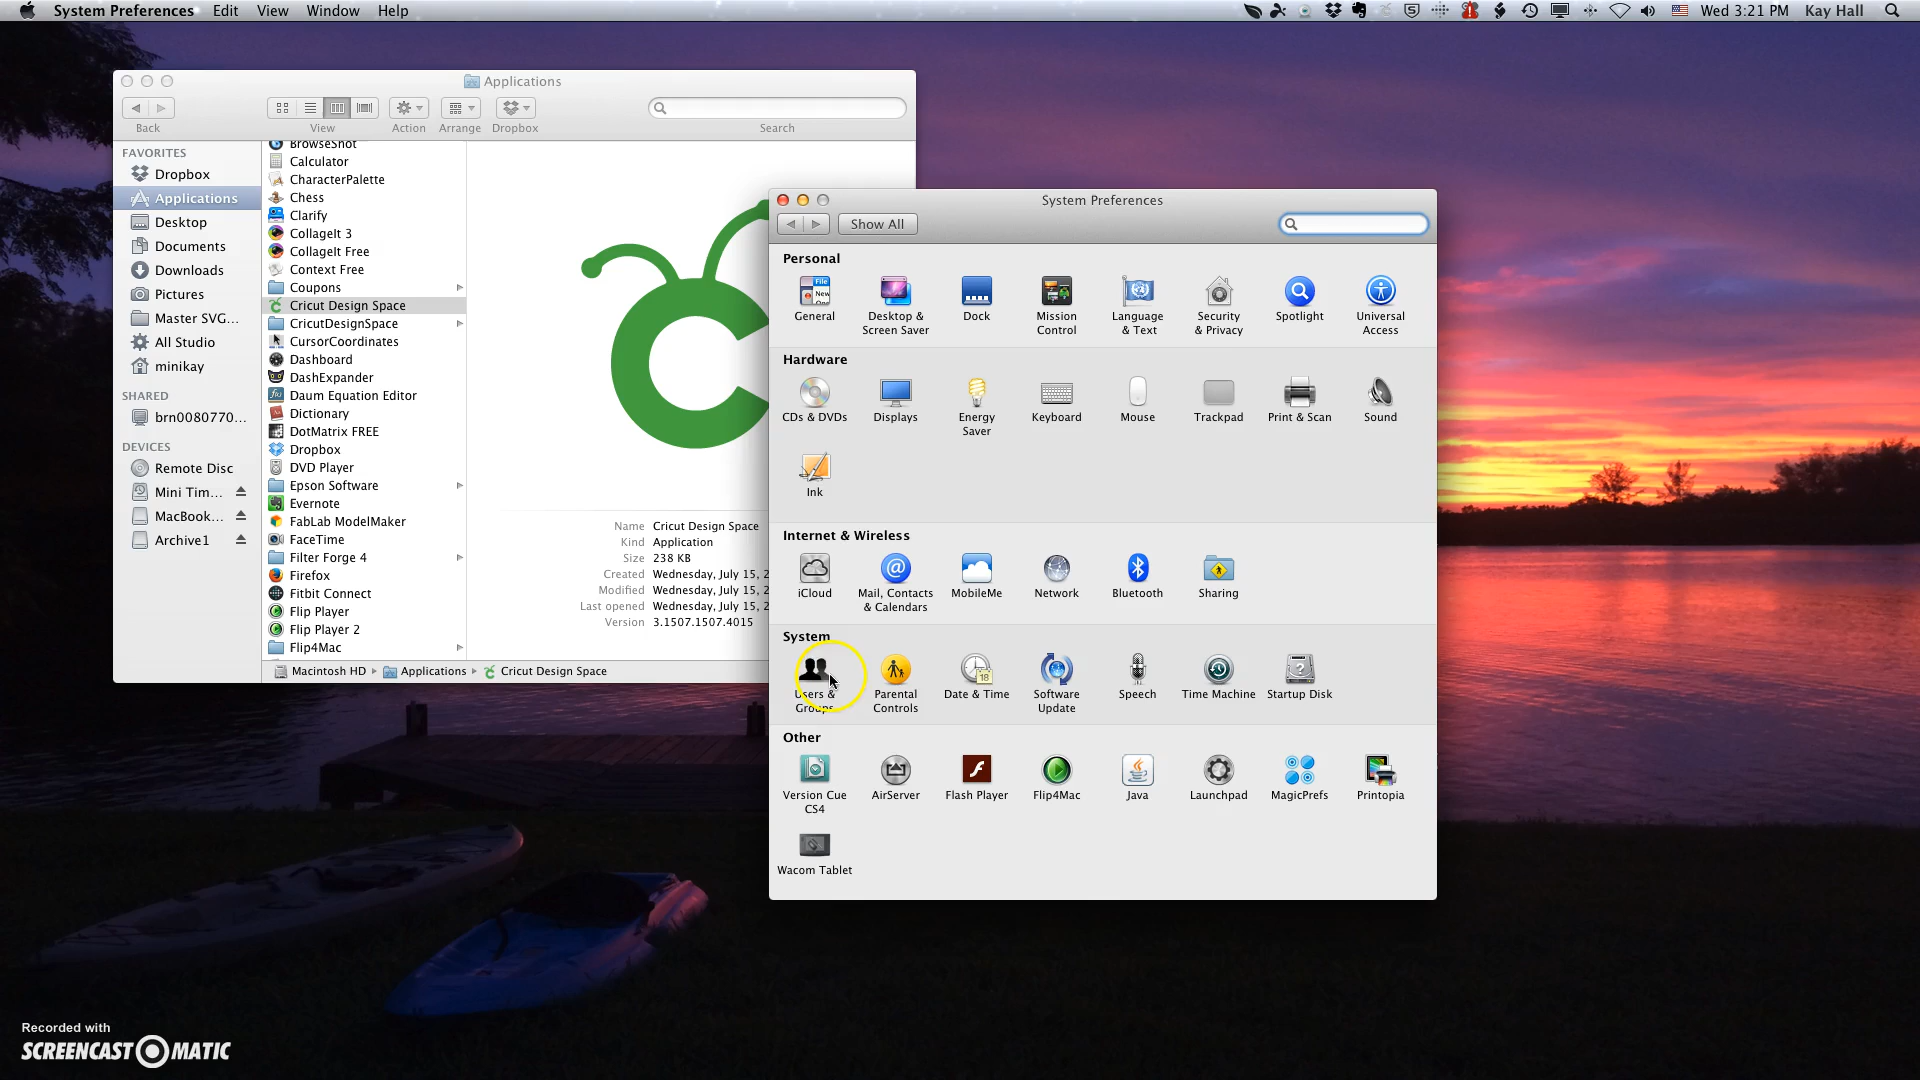 System Preferences Edit View Window Help
Wed 3:21 PM Kay Hall
Applications
Back
View
Action
Arrange
Dropbox
Search
FAVORITES
Dropbox
Applications
Desktop
Documents
Downloads
Pictures
Master SVG...
All Studio
minikay
SHARED
brn0080770...
DEVICES
Remote Disc
Mini Tim...
MacBook...
Archive1
BrowseShot
Calculator
CharacterPalette
Chess
Clarify
CollageIt 3
CollageIt Free
Context Free
Coupons
Cricut Design Space
CricutDesignSpace
CursorCoordinates
Dashboard
DashExpander
Daum Equation Editor
Dictionary
DotMatrix FREE
Dropbox
DVD Player
Epson Software
Evernote
FabLab ModelMaker
FaceTime
Filter Forge 4
Firefox
Fitbit Connect
Flip Player
Flip Player 2
Flip4Mac
Name Cricut Design Space
Kind Application
Size 238 KB
Created Wednesday, July 15, 2
Modified Wednesday, July 15, 2
Last opened Wednesday, July 15, 2
Version 3.1507.1507.4015
Macintosh HD Applications Cricut Design Space
System Preferences
Show All
Personal
General
Desktop &
Screen Saver
Dock
Mission
Control
Language
& Text
Security
& Privacy
Spotlight
Universal
Access
Hardware
CDs & DVDs
Displays
Energy
Saver
Keyboard
Mouse
Trackpad
Print & Scan
Sound
Ink
Internet & Wireless
iCloud
Mail, Contacts
& Calendars
MobileMe
Network
Bluetooth
Sharing
System
Users &
Groups
Parental
Controls
Date & Time
Software
Update
Speech
Time Machine
Startup Disk
Other
Version Cue
CS4
AirServer
Flash Player
Flip4Mac
Java
Launchpad
MagicPrefs
Printopia
Wacom Tablet
Recorded with
SCREENCAST O MATIC